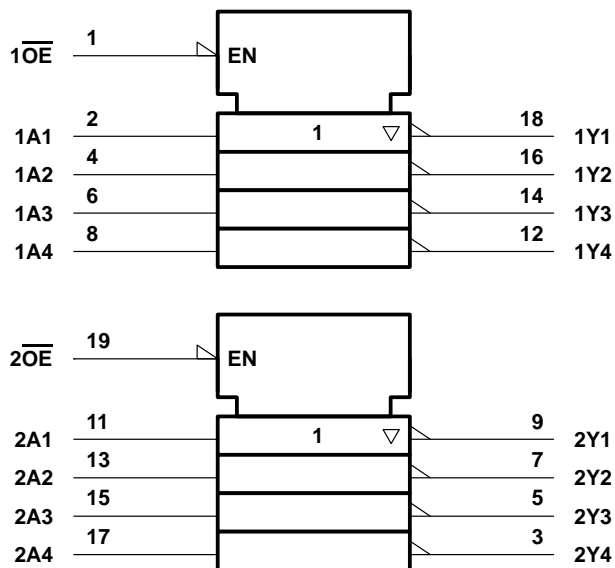 1
1O̅E̅ EN
2 1 18
1A1 1Y1
4 16
1A2 1Y2
6 14
1A3 1Y3
8 12
1A4 1Y4
19
2O̅E̅ EN
11 1 9
2A1 2Y1
13 7
2A2 2Y2
15 5
2A3 2Y3
17 3
2A4 2Y4